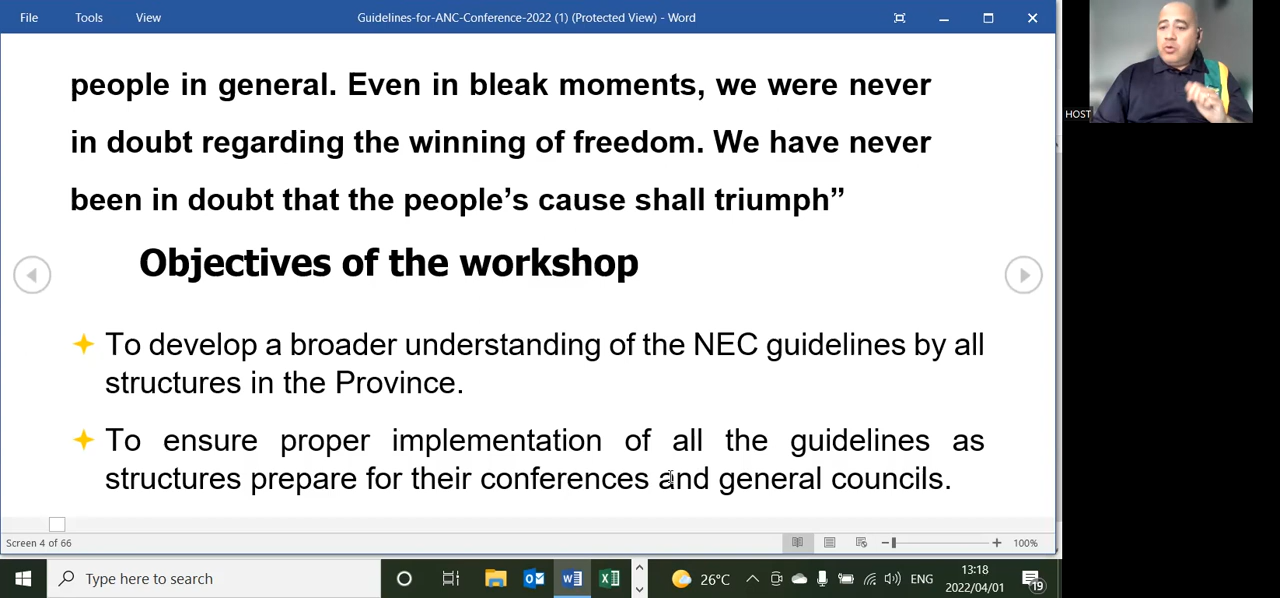 File Tools View Guidelines-for-ANC-Conference-2022 (1) (Protected View) - Word
people in general. Even in bleak moments, we were never
in doubt regarding the winning of freedom. We have never
been in doubt that the people’s cause shall triumph”
Objectives of the workshop
To develop a broader understanding of the NEC guidelines by all
structures in the Province.
To ensure proper implementation of all the guidelines as
structures prepare for their conferences and general councils.
Screen 4 of 66
100%
Type here to search
26°C
ENG
13:18
2022/04/01
19
HOST